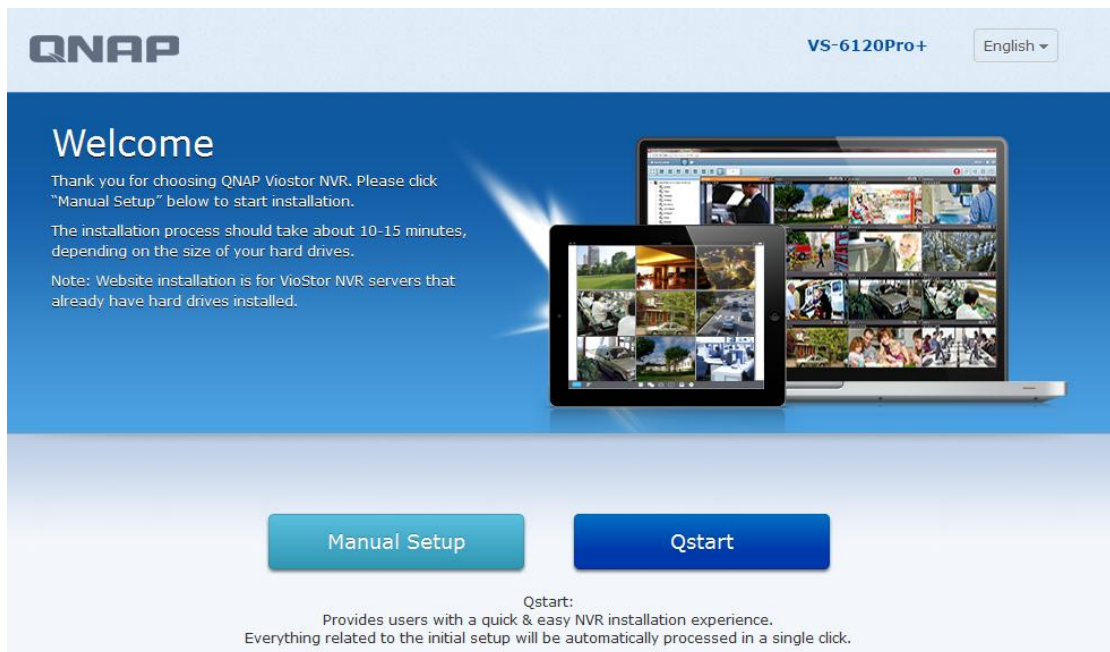 QNAP
VS-6120Pro+
English
Welcome
Thank you for choosing QNAP Viostor NVR. Please click
“Manual Setup” below to start installation.
The installation process should take about 10-15 minutes,
depending on the size of your hard drives.
Note: Website installation is for VioStor NVR servers that
already have hard drives installed.
Manual Setup
Qstart
Qstart:
Provides users with a quick & easy NVR installation experience.
Everything related to the initial setup will be automatically processed in a single click.